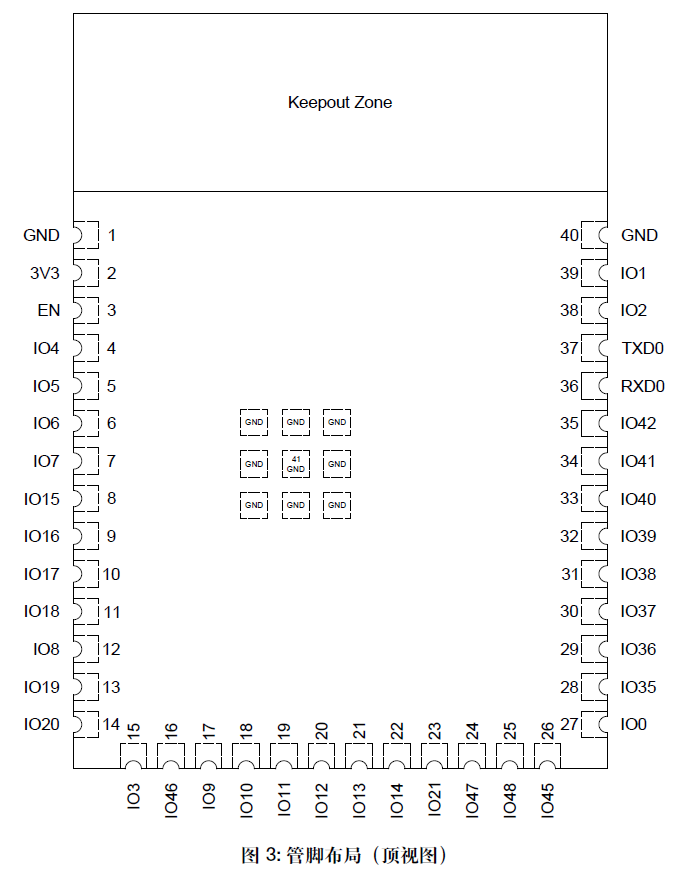 Keepout Zone
GND 1 40 GND
3V3 2 39 IO1
EN 3 38 IO2
IO4 4 37 TXD0
IO5 5 36 RXD0
IO6 6 GND GND GND 35 IO42
IO7 7 GND 41 GND GND 34 IO41
IO15 8 GND GND GND 33 IO40
IO16 9 32 IO39
IO17 10 31 IO38
IO18 11 30 IO37
IO8 12 29 IO36
IO19 13 28 IO35
IO20 14 27 IO0
15 16 17 18 19 20 21 22 23 24 25 26
IO3 IO46 IO9 IO10 IO11 IO12 IO13 IO14 IO21 IO47 IO48 IO45
图 3: 管脚布局（顶视图）